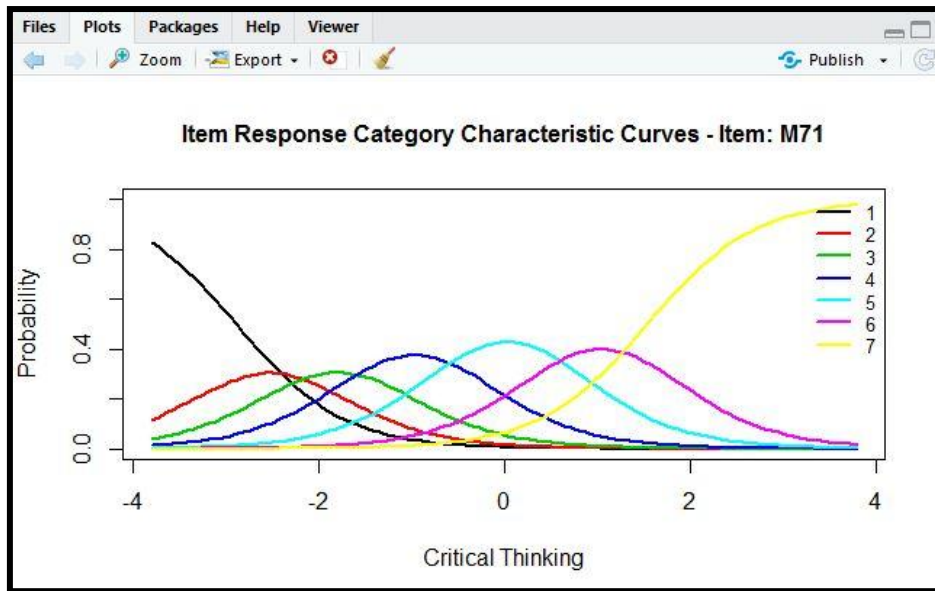 Files Plots Packages Help Viewer
Zoom Export Publish
Item Response Category Characteristic Curves - Item: M71
Probability
0.8
0.4
0.0
1
2
3
4
5
6
7
-4 -2 0 2 4
Critical Thinking